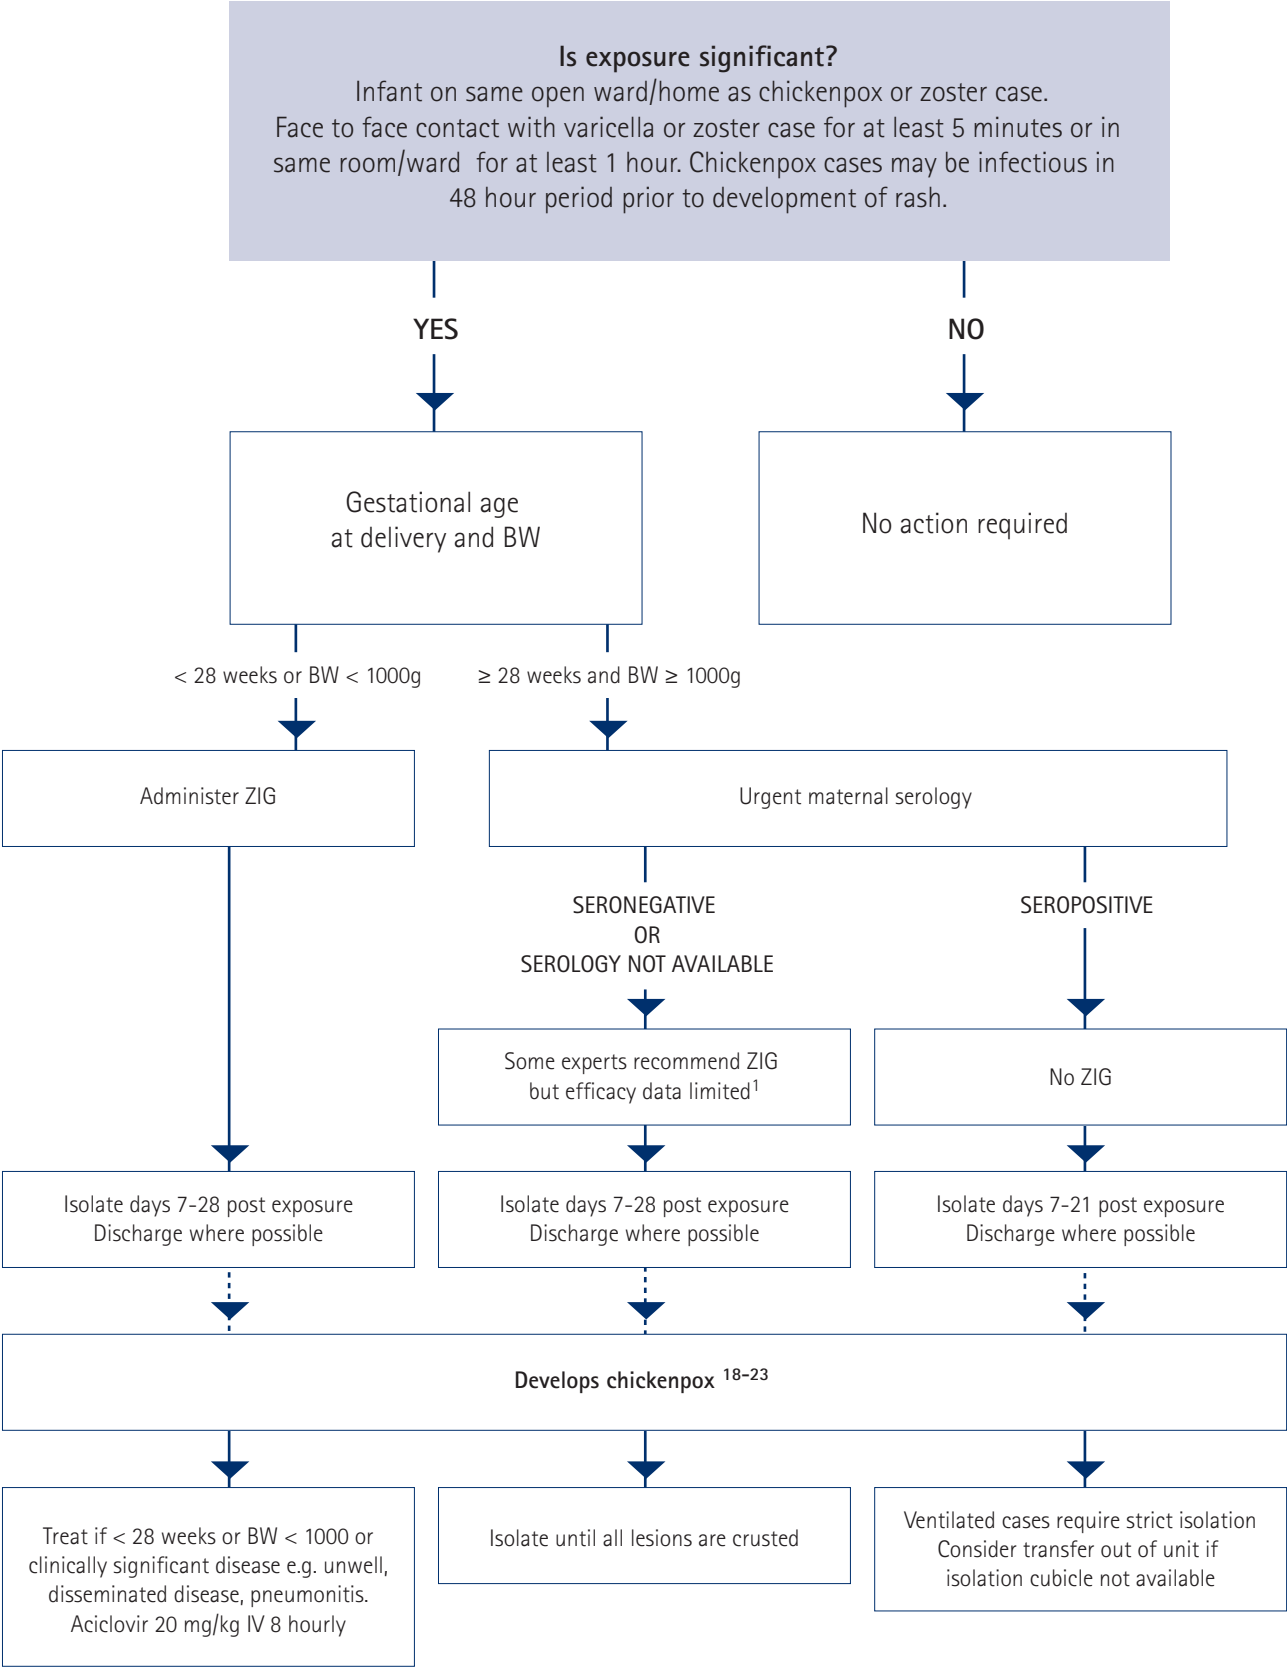 Is exposure significant?
Infant on same open ward/home as chickenpox or zoster case.
Face to face contact with varicella or zoster case for at least 5 minutes or in
same room/ward for at least 1 hour. Chickenpox cases may be infectious in
48 hour period prior to development of rash.
YES
NO
Gestational age
at delivery and BW
No action required
< 28 weeks or BW < 1000g
≥ 28 weeks and BW ≥ 1000g
Administer ZIG
Urgent maternal serology
SERONEGATIVE
OR
SEROLOGY NOT AVAILABLE
SEROPOSITIVE
Some experts recommend ZIG
but efficacy data limited1
No ZIG
Isolate days 7-28 post exposure
Discharge where possible
Isolate days 7-28 post exposure
Discharge where possible
Isolate days 7-21 post exposure
Discharge where possible
Develops chickenpox 18-23
Treat if < 28 weeks or BW < 1000 or
clinically significant disease e.g. unwell,
disseminated disease, pneumonitis.
Aciclovir 20 mg/kg IV 8 hourly
Isolate until all lesions are crusted
Ventilated cases require strict isolation
Consider transfer out of unit if
isolation cubicle not available